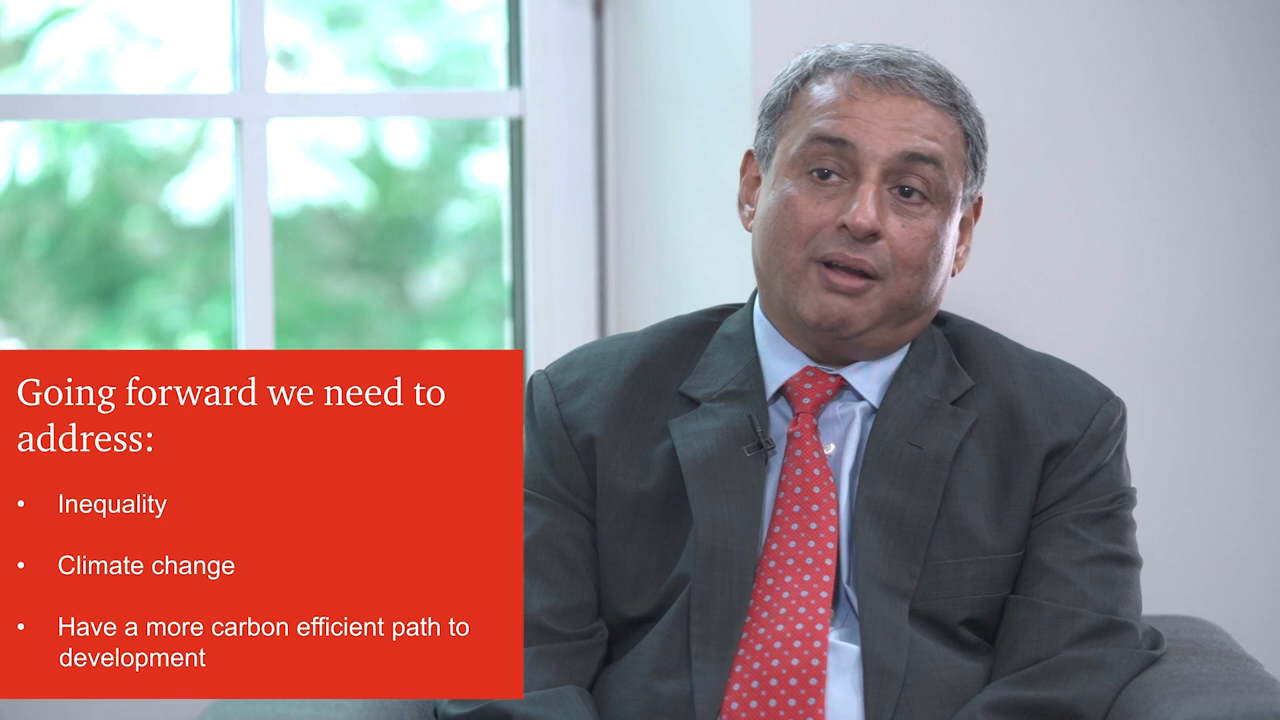 Going forward we need to
address:
• Inequality
• Climate change
• Have a more carbon efficient path to
development